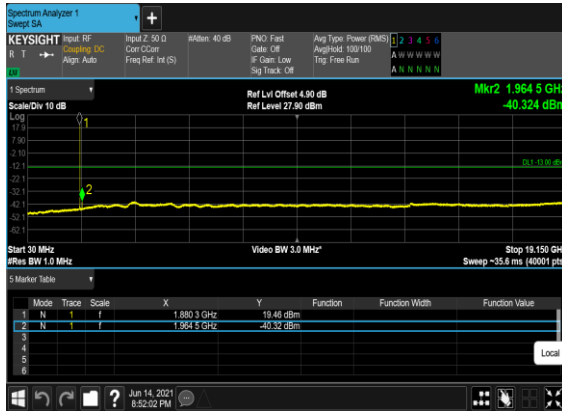 Spectrum Analyzer 1
Swept SA
+
KEYSIGHT Input: RF Input Z: 50 Ω #Atten: 40 dB PNO: Fast Avg Type: Power (RMS) 1 2 3 4 5 6
R T Coupling: DC Corr CCorr Gate: Off Avg|Hold: 100/100 A W W W W W
Align: Auto Freq Ref: Int (S) IF Gain: Low Trig: Free Run
Sig Track: Off A N N N N N
1 Spectrum Ref Lvl Offset 4.90 dB Mkr2 1.964 5 GHz
Scale/Div 10 dB Ref Level 27.90 dBm -40.324 dBm
Log
17.9
7.90
-2.10
-12.1
-22.1
-32.1
-42.1
-52.1
-62.1
1
DL1 -13.00 dBm
2
Start 30 MHz Video BW 3.0 MHz* Stop 19.150 GHz
#Res BW 1.0 MHz Sweep ~35.6 ms (40001 pts)
5 Marker Table
Mode Trace Scale X Y Function Function Width Function Value
1 N 1 f 1.880 3 GHz 19.46 dBm
2 N 1 f 1.964 5 GHz -40.32 dBm
3
4
5
6
Local
? Jun 14, 2021
8:52:02 PM